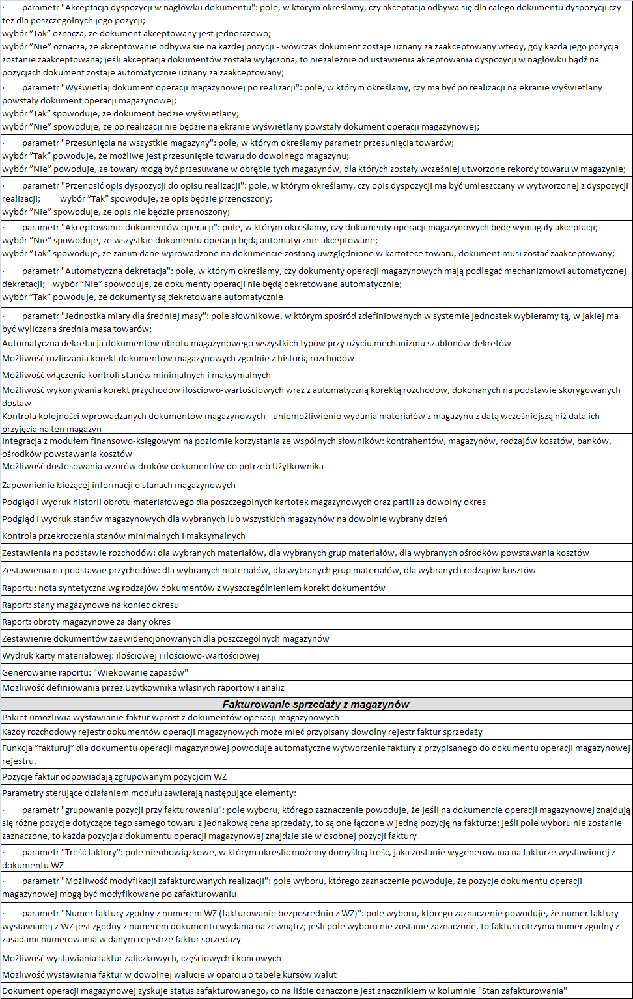 · parametr "Akceptacja dyspozycji w nagłówku dokumentu": pole, w którym określamy, czy akceptacja odbywa się dla całego dokumentu dyspozycji czy
też dla poszczególnych jego pozycji;
wybór ”Tak” oznacza, że dokument akceptowany jest jednorazowo;
wybór ”Nie” oznacza, że akceptowanie odbywa sie na każdej pozycji - wówczas dokument zostaje uznany za zaakceptowany wtedy, gdy każda jego pozycja
zostanie zaakceptowana; jeśli akceptacja dokumentów została wyłączona, to niezależnie od ustawienia akceptowania dyspozycji w nagłówku bądź na
pozycjach dokument zostaje automatycznie uznany za zaakceptowany;
· parametr "Wyświetlaj dokument operacji magazynowej po realizacji": pole, w którym określamy, czy ma być po realizacji na ekranie wyświetlany
powstały dokument operacji magazynowej;
wybór ”Tak” spowoduje, ze dokument będzie wyświetlany;
wybór ”Nie” spowoduje, że po realizacji nie będzie na ekranie wyświetlany powstały dokument operacji magazynowej;
· parametr "Przesunięcia na wszystkie magazyny": pole, w którym określamy parametr przesunięcia towarów;
wybór ”Tak” powoduje, że możliwe jest przesunięcie towaru do dowolnego magazynu;
wybór ”Nie” powoduje, ze towary mogą być przesuwane w obrębie tych magazynów, dla których zostały wcześniej utworzone rekordy towaru w magazynie;
· parametr "Przenosić opis dyspozycji do opisu realizacji": pole, w którym określamy, czy opis dyspozycji ma być umieszczany w wytworzonej z dyspozycji
realizacji; wybór ”Tak” spowoduje, ze opis będzie przenoszony;
wybór ”Nie” spowoduje, ze opis nie będzie przenoszony;
· parametr "Akceptowanie dokumentów operacji": pole, w którym określamy, czy dokumenty operacji magazynowych będę wymagały akceptacji;
wybór ”Nie” spowoduje, ze wszystkie dokumentu operacji będą automatycznie akceptowane;
wybór ”Tak” spowoduje, ze zanim dane wprowadzone na dokumencie zostaną uwzględnione w kartotece towaru, dokument musi zostać zaakceptowany;
· parametr "Automatyczna dekretacja": pole, w którym określamy, czy dokumenty operacji magazynowych mają podlegać mechanizmowi automatycznej
dekretacji; wybór ”Nie” spowoduje, ze dokumenty operacji nie będą dekretowane automatycznie;
wybór ”Tak” powoduje, ze dokumenty są dekretowane automatycznie
· parametr "Jednostka miary dla średniej masy": pole słownikowe, w którym spośród zdefiniowanych w systemie jednostek wybieramy tą, w jakiej ma
być wyliczana średnia masa towarów;
Automatyczna dekretacja dokumentów obrotu magazynowego wszystkich typów przy użyciu mechanizmu szablonów dekretów
Możliwość rozliczania korekt dokumentów magazynowych zgodnie z historią rozchodów
Możliwość włączenia kontroli stanów minimalnych i maksymalnych
Możliwość wykonywania korekt przychodów ilościowo-wartościowych wraz z automatyczną korektą rozchodów, dokonanych na podstawie skorygowanych
dostaw
Kontrola kolejności wprowadzanych dokumentów magazynowych - uniemożliwienie wydania materiałów z magazynu z datą wcześniejszą niż data ich
przyjęcia na ten magazyn
Integracja z modułem finansowo-księgowym na poziomie korzystania ze wspólnych słowników: kontrahentów, magazynów, rodzajów kosztów, banków,
ośrodków powstawania kosztów
Możliwość dostosowania wzorów druków dokumentów do potrzeb Użytkownika
Zapewnienie bieżącej informacji o stanach magazynowych
Podgląd i wydruk historii obrotu materiałowego dla poszczególnych kartotek magazynowych oraz partii za dowolny okres
Podgląd i wydruk stanów magazynowych dla wybranych lub wszystkich magazynów na dowolnie wybrany dzień
Kontrola przekroczenia stanów minimalnych i maksymalnych
Zestawienia na podstawie rozchodów: dla wybranych materiałów, dla wybranych grup materiałów, dla wybranych ośrodków powstawania kosztów
Zestawienia na podstawie przychodów: dla wybranych materiałów, dla wybranych grup materiałów, dla wybranych rodzajów kosztów
Raportu: nota syntetyczna wg rodzajów dokumentów z wyszczególnieniem korekt dokumentów
Raport: stany magazynowe na koniec okresu
Raport: obroty magazynowe za dany okres
Zestawienie dokumentów zaewidencjonowanych dla poszczególnych magazynów
Wydruk karty materiałowej: ilościowej i ilościowo-wartościowej
Generowanie raportu: "Wiekowanie zapasów"
Możliwość definiowania przez Użytkownika własnych raportów i analiz
Fakturowanie sprzedaży z magazynów
Pakiet umożliwia wystawianie faktur wprost z dokumentów operacji magazynowych
Każdy rozchodowy rejestr dokumentów operacji magazynowych może mieć przypisany dowolny rejestr faktur sprzedaży
Funkcja ”fakturuj” dla dokumentu operacji magazynowej powoduje automatyczne wytworzenie faktury z przypisanego do dokumentu operacji magazynowej
rejestru.
Pozycje faktur odpowiadają zgrupowanym pozycjom WZ
Parametry sterujące działaniem modułu zawierają następujące elementy:
· parametr "grupowanie pozycji przy fakturowaniu": pole wyboru, którego zaznaczenie powoduje, że jeśli na dokumencie operacji magazynowej znajdują
się różne pozycje dotyczące tego samego towaru z jednakową cena sprzedaży, to są one łączone w jedną pozycję na fakturze; jeśli pole wyboru nie zostanie
zaznaczone, to każda pozycja z dokumentu operacji magazynowej znajdzie sie w osobnej pozycji faktury
· parametr "Treść faktury": pole nieobowiązkowe, w którym określić możemy domyślną treść, jaka zostanie wygenerowana na fakturze wystawionej z
dokumentu WZ
· parametr "Możliwość modyfikacji zafakturowanych realizacji": pole wyboru, którego zaznaczenie powoduje, że pozycje dokumentu operacji
magazynowej mogą być modyfikowane po zafakturowaniu
· parametr "Numer faktury zgodny z numerem WZ (fakturowanie bezpośrednio z WZ)": pole wyboru, którego zaznaczenie powoduje, że numer faktury
wystawianej z WZ jest zgodny z numerem dokumentu wydania na zewnątrz; jeśli pole wyboru nie zostanie zaznaczone, to faktura otrzyma numer zgodny z
zasadami numerowania w danym rejestrze faktur sprzedaży
Możliwość wystawiania faktur zaliczkowych, częściowych i końcowych
Możliwość wystawiania faktur w dowolnej walucie w oparciu o tabelę kursów walut
Dokument operacji magazynowej zyskuje status zafakturowanego, co na liście oznaczone jest znacznikiem w kolumnie "Stan zafakturowania"